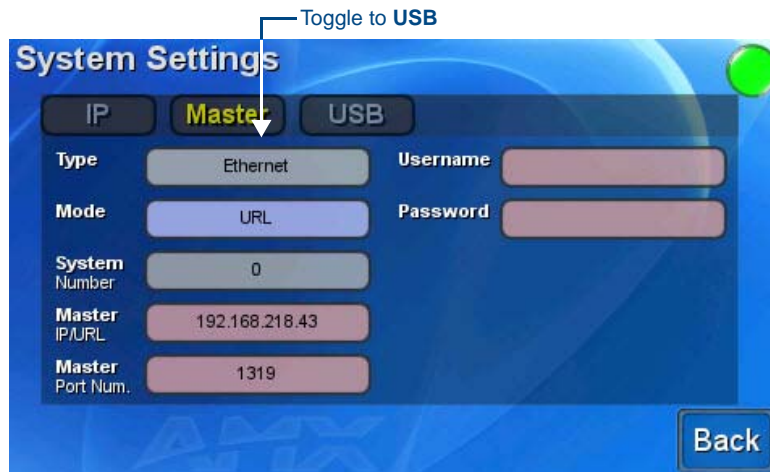 Toggle to USB
System Settings
IP Master USB
Type Ethernet Username
Mode URL Password
System
Number 0
Master
IP/URL 192.168.218.43
Master
Port Num. 1319
AMX
Back